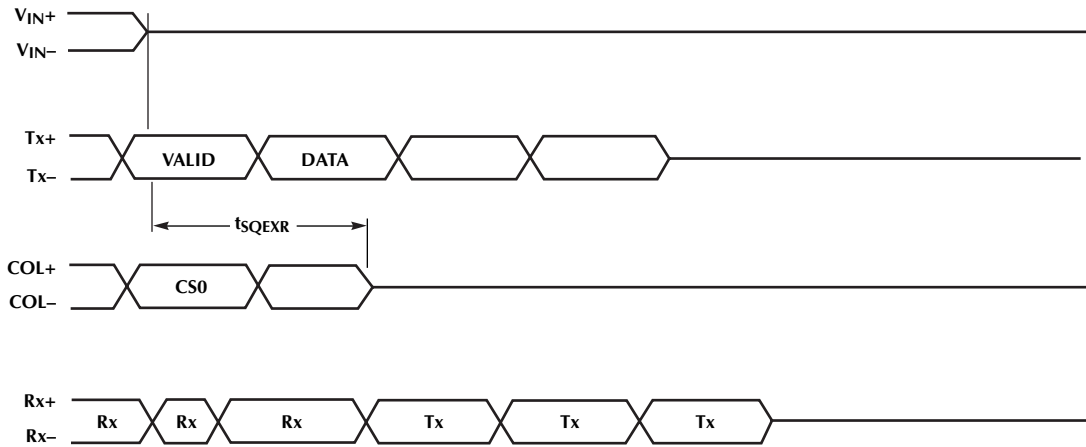 VIN+
VIN–
Tx+
VALID DATA
Tx–
tSQEXR
COL+
CS0
COL–
Rx+
Rx Rx Rx Tx Tx Tx
Rx–